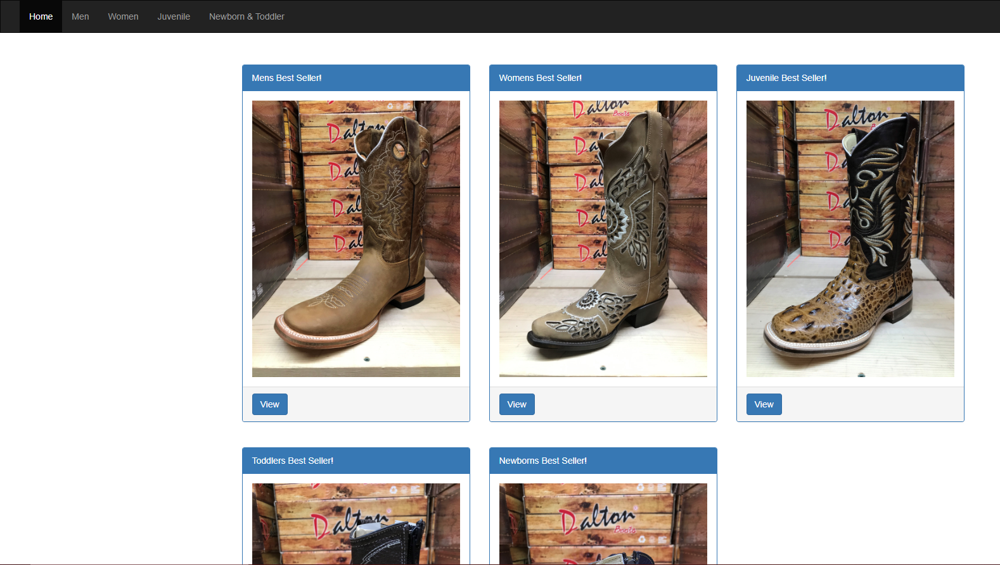 Home Men Women Juvenile Newborn & Toddler
Mens Best Seller! Womens Best Seller! Juvenile Best Seller!
Dalton
Boots
Dalton
View View View
Toddlers Best Seller! Newborns Best Seller!
Dalton
Dalton
Boots